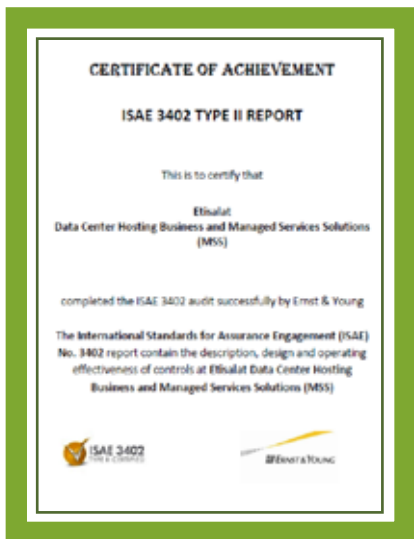 CERTIFICATE OF ACHIEVEMENT
ISAE 3402 TYPE II REPORT
This is to certify that
Etisalat
Data Center Hosting Business and Managed Services Solutions
(MSS)
completed the ISAE 3402 audit successfully by Ernst & Young
The International Standards for Assurance Engagement (ISAE)
No. 3402 report contain the description, design and operating
effectiveness of controls at Etisalat Data Center Hosting
Business and Managed Services Solutions (MSS)
ISAE 3402
ERNST & YOUNG